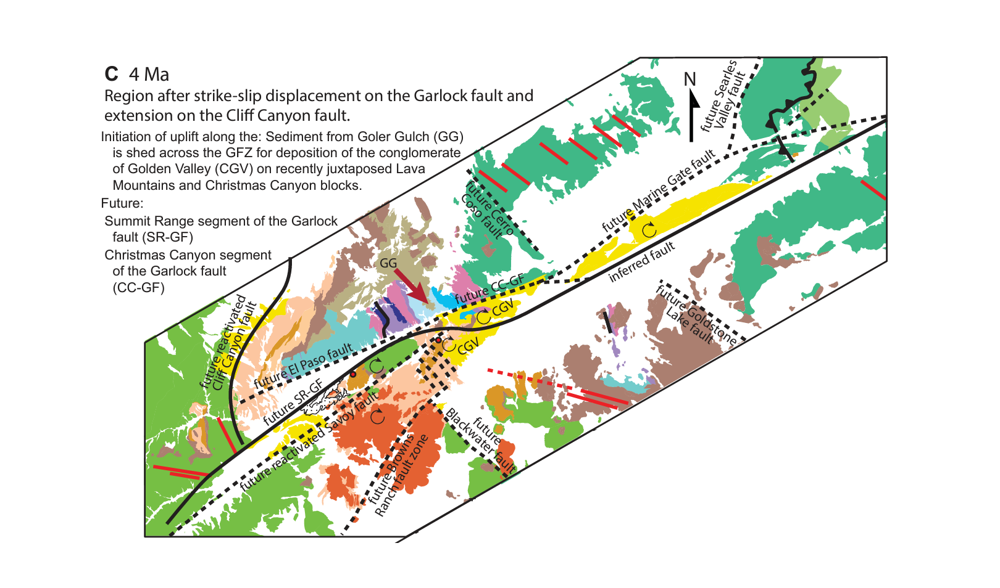 C 4 Ma
Region after strike-slip displacement on the Garlock fault and
extension on the Cliff Canyon fault.
Initiation of uplift along the: Sediment from Goler Gulch (GG)
is shed across the GFZ for deposition of the conglomerate
of Golden Valley (CGV) on recently juxtaposed Lava
Mountains and Christmas Canyon blocks.
Future:
Summit Range segment of the Garlock
fault (SR-GF)
Christmas Canyon segment
of the Garlock fault
(CC-GF)
N
future Searles
Valley fault
future Marine Gate fault
future Cerro
Coso fault
inferred fault
GG
future CC-GF
CGV
CGV
future Goldstone
Lake fault
future reactivated
Cliff Canyon fault
future El Paso fault
future SR-GF
future reactivated Savoy fault
future
Blackwater fault
future Browns
Ranch fault zone